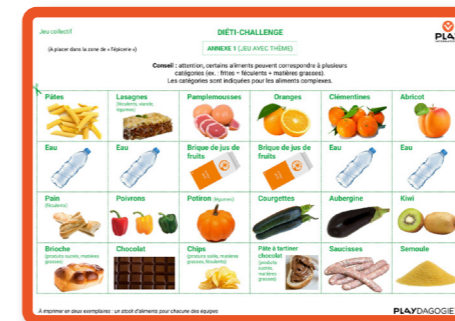 Jeu collectif
DIÉTI-CHALLENGE
PLAY
(À placer dans la zone de « l'épicerie »)
ANNEXE 1 (JEU AVEC THÈME)
Conseil : attention, certains aliments peuvent correspondre à plusieurs
catégories (ex. : frites = féculents + matières grasses).
Les catégories sont indiquées pour les aliments complexes.
Pâtes
Lasagnes
(féculents, viande,
légumes)
Pamplemousses
Oranges
Clémentines
Abricot
Eau
Eau
Brique de jus de
fruits
Brique de jus de
fruits
Eau
Eau
Pain
(féculents)
Poivrons
Potiron (légumes)
Courgettes
Aubergine
Kiwi
Brioche
(produits sucrés, matières
grasses)
Chocolat
Chips
(produits salés, matières
grasses, féculents)
Pâte à tartiner
chocolat
(produits
sucrés,
matières
grasses)
Saucisses
Semoule
À imprimer en deux exemplaires : un stock d'aliments pour chacune des équipes
PLAYDAGOGIE